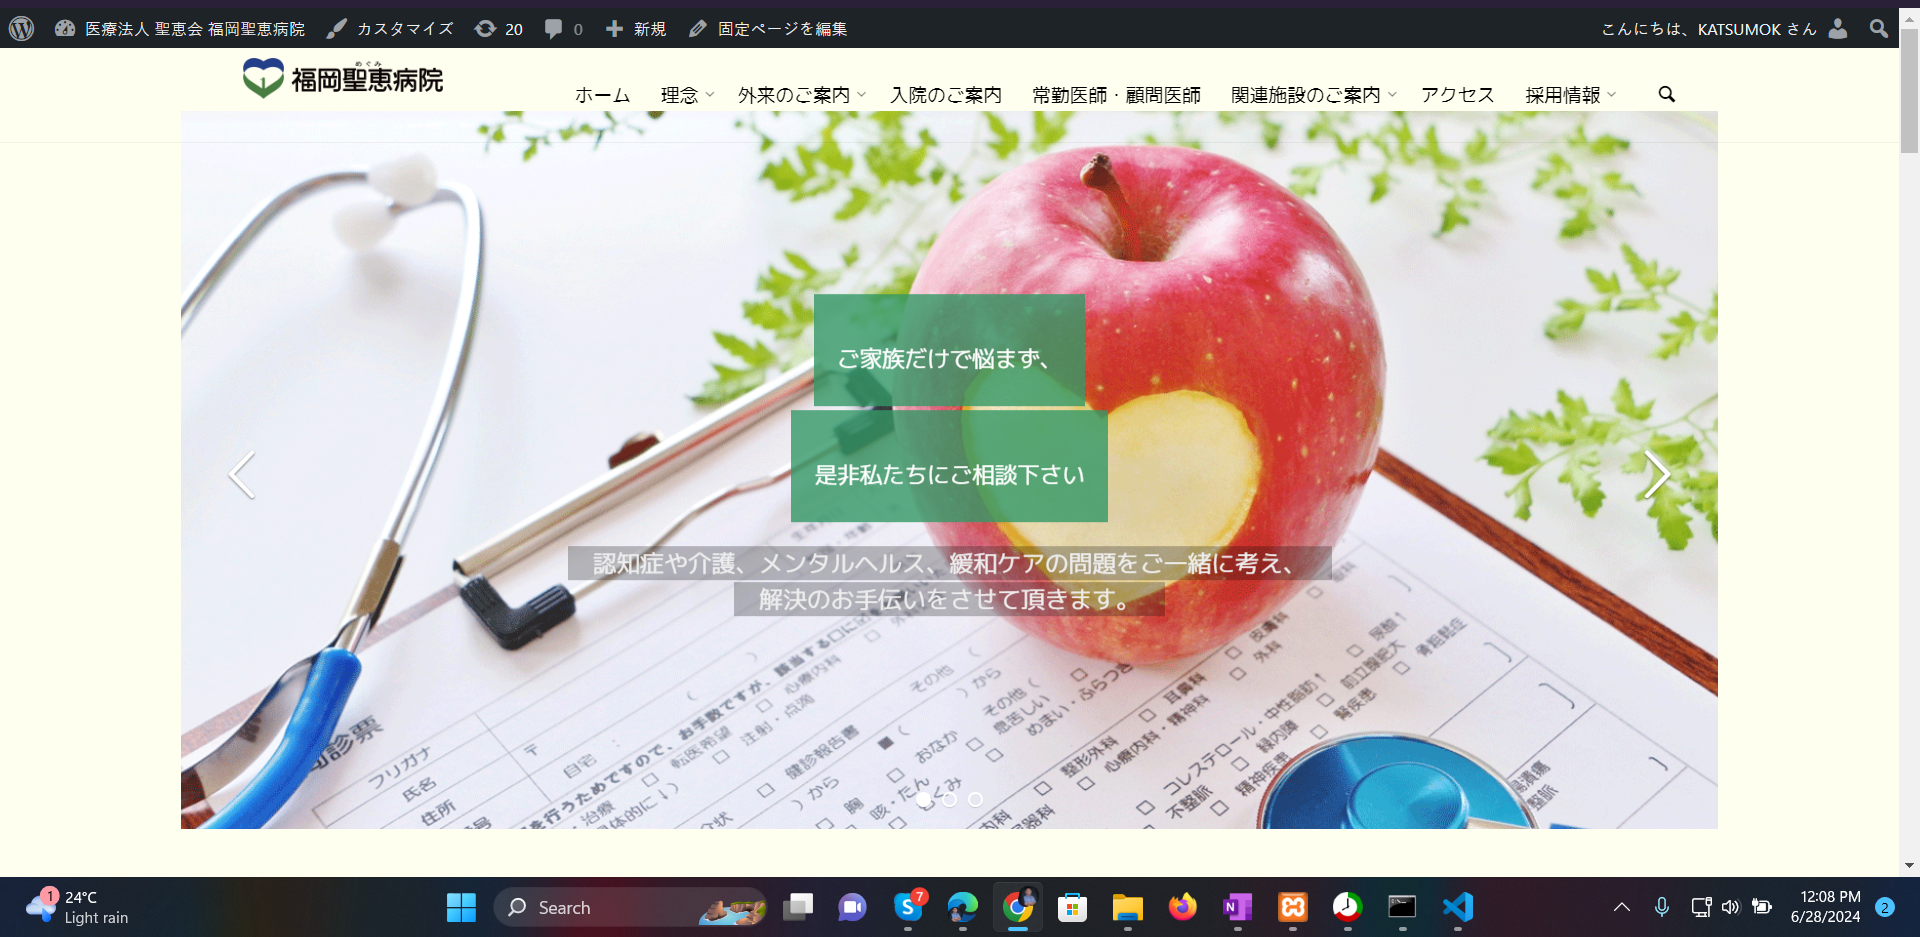 医療法人 聖恵会 福岡聖恵病院 カスタマイズ 20 0 新規 固定ページを編集 こんにちは、KATSUMOK さん
めぐみ
福岡聖恵病院
ホーム 理念 外来のご案内 入院のご案内 常勤医師・顧問医師 関連施設のご案内 アクセス 採用情報
ご家族だけで悩まず、
是非私たちにご相談下さい
認知症や介護、メンタルヘルス、緩和ケアの問題をご一緒に考え、
解決のお手伝いをさせて頂きます。
問診票
フリガナ
氏名
住所
〒
自宅 :
を行うためですので、お手数ですが、該当する□に
転医希望
心療内科
注射・点滴
治療
健診報告書
その他 (
) から
おなか
胸
咳・たん
その他 (
息苦しい
めまい・ふらつき
整形外科
心療内科・精神科
耳鼻科
皮膚科
外科
コレステロール・中性脂肪!
不整脈
緑内障
精神疾患
腎疾患
前立腺肥大
尿酸!
骨粗鬆症
1
24°C
Light rain
Search
7
12:08 PM
6/28/2024
2